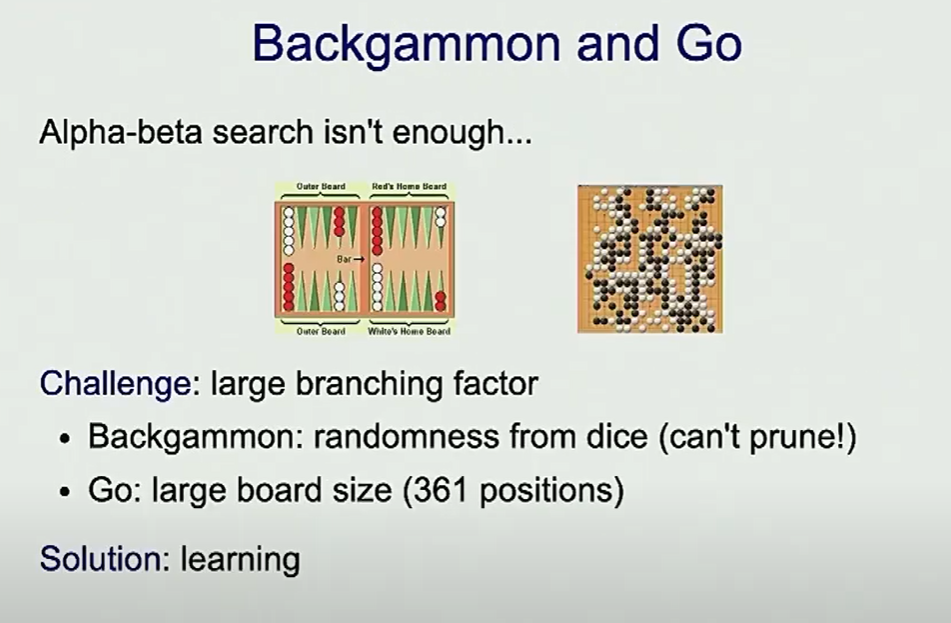 Backgammon and Go
Alpha-beta search isn't enough...
Outer Board
Red's Home Board
Bar→
Outer Board
White's Home Board
Challenge: large branching factor
• Backgammon: randomness from dice (can't prune!)
• Go: large board size (361 positions)
Solution: learning